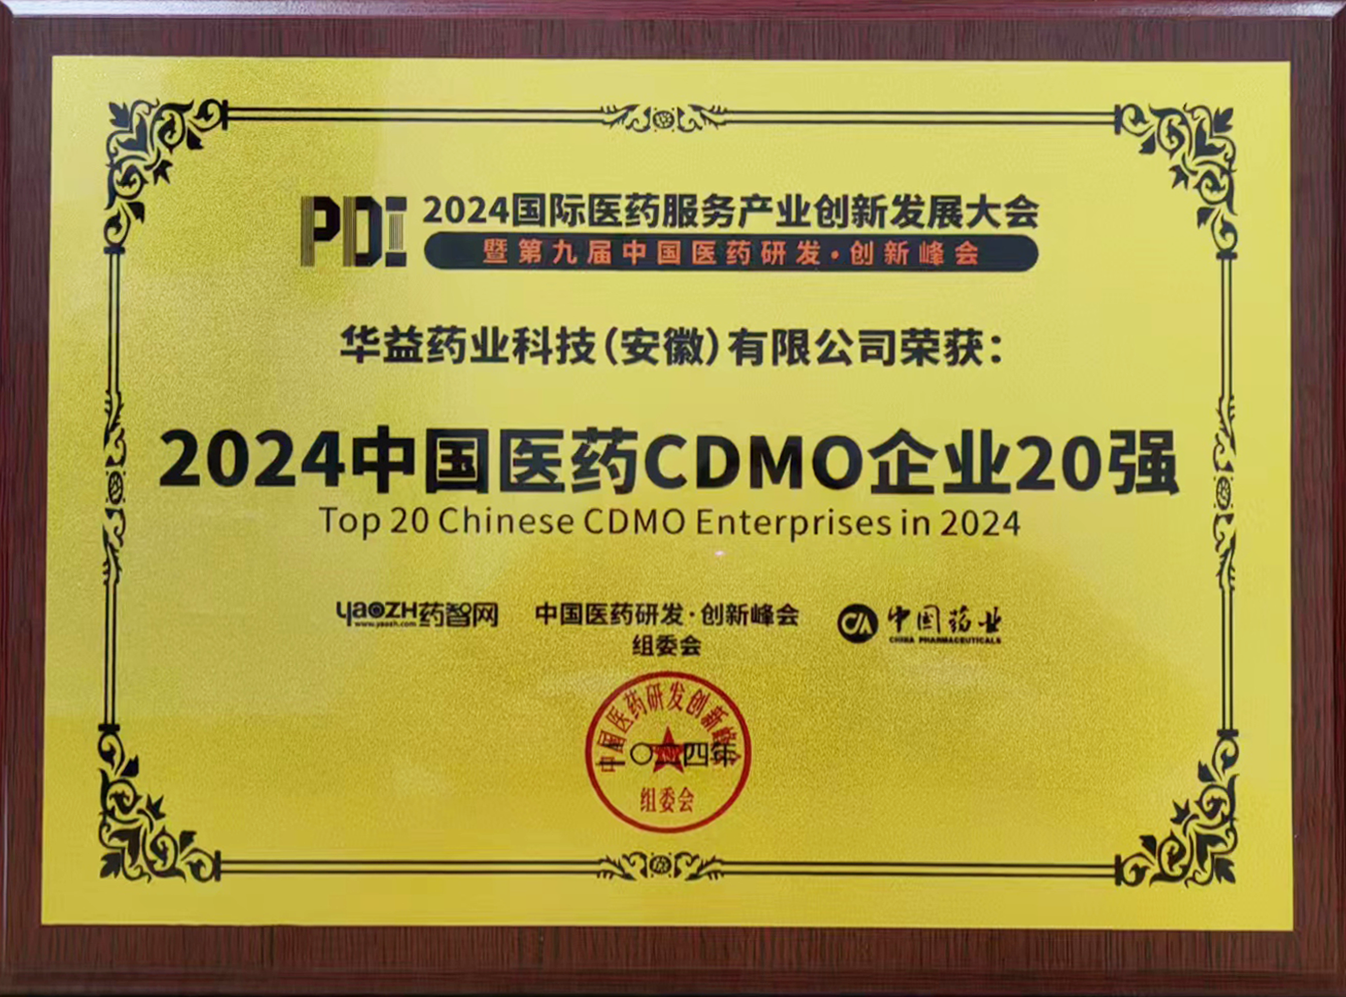 PDI
2024国际医药服务产业创新发展大会
暨第九届中国医药研发·创新峰会
华益药业科技(安徽)有限公司荣获：
2024中国医药CDMO企业20强
Top 20 Chinese CDMO Enterprises in 2024
yaoZH药智网
www.yaozh.com
中国医药研发·创新峰会
组委会
中国药业
CHINA PHARMACEUTICALS
中国医药研发创新峰会
二〇二四年
组委会